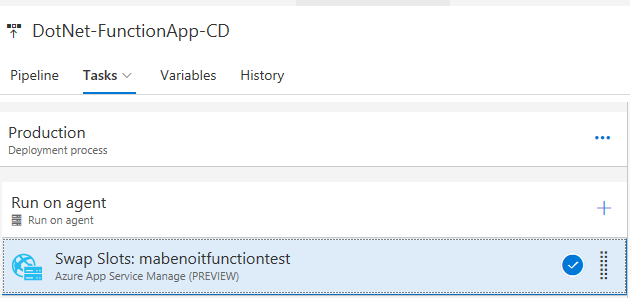 DotNet-FunctionApp-CD
Pipeline Tasks Variables History
Production
Deployment process
Run on agent
Run on agent
Swap Slots: mabenoitfunctiontest
Azure App Service Manage (PREVIEW)